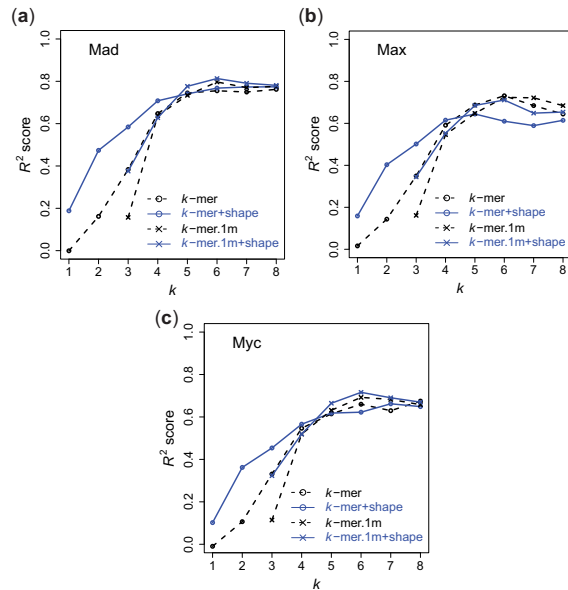 (a)
Mad
R² score
1.0
0.8
0.6
0.4
0.2
0.0
k−mer
k−mer+shape
k−mer.1m
k−mer.1m+shape
1 2 3 4 5 6 7 8
k
(b)
Max
R² score
1.0
0.8
0.6
0.4
0.2
0.0
k−mer
k−mer+shape
k−mer.1m
k−mer.1m+shape
1 2 3 4 5 6 7 8
k
(c)
Myc
R² score
1.0
0.8
0.6
0.4
0.2
0.0
k−mer
k−mer+shape
k−mer.1m
k−mer.1m+shape
1 2 3 4 5 6 7 8
k